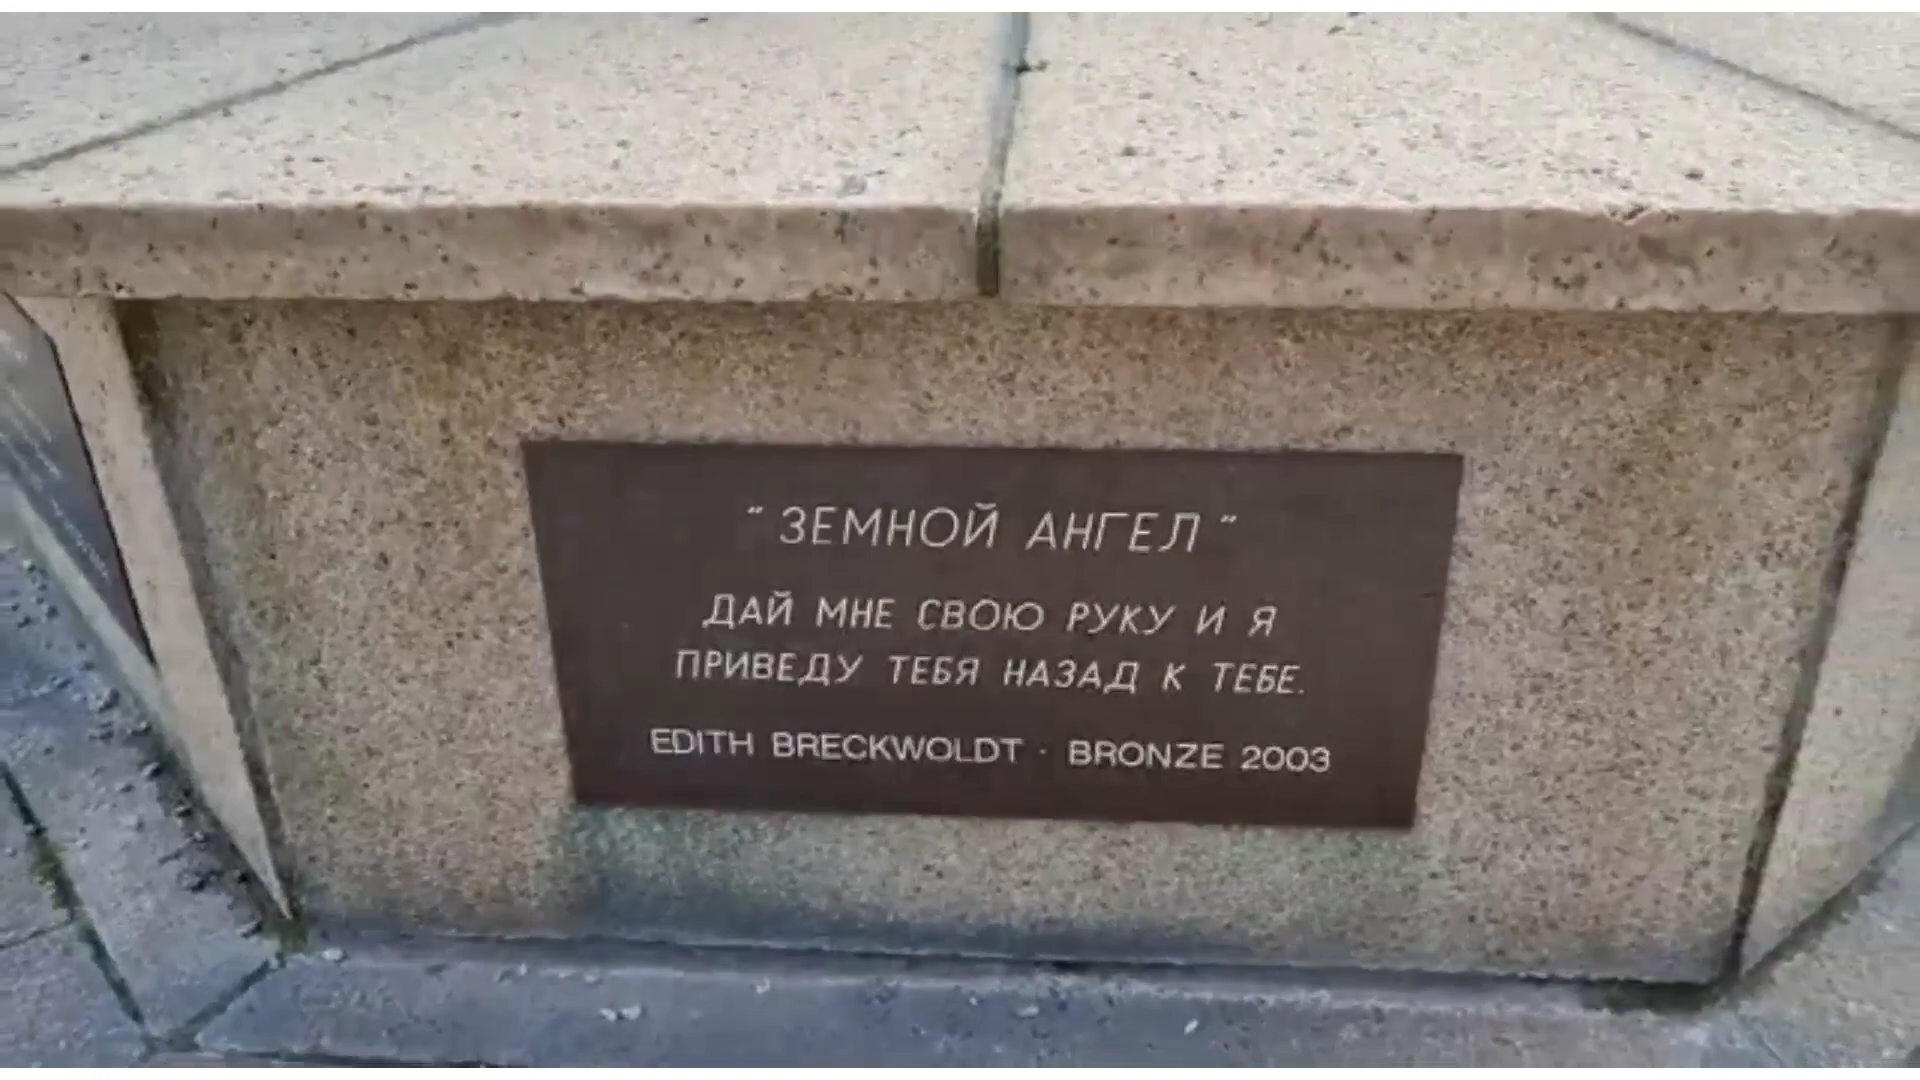 "ЗЕМНОЙ АНГЕЛ"
ДАЙ МНЕ СВОЮ РУКУ И Я
ПРИВЕДУ ТЕБЯ НАЗАД К ТЕБЕ.
EDITH BRECKWOLDT · BRONZE 2003